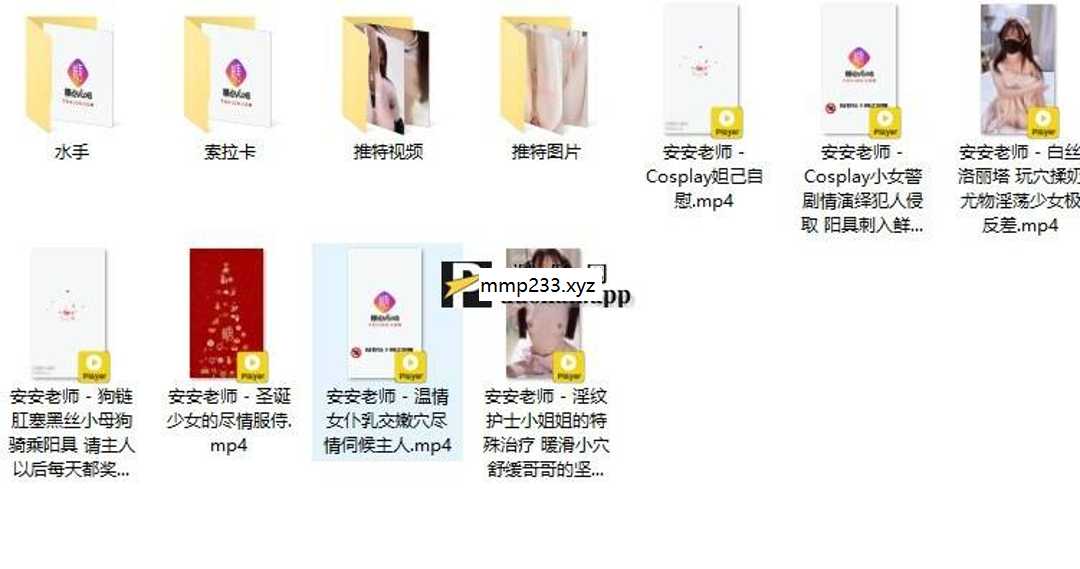 水手
索拉卡
推特视频
推特图片
安安老师 -
Cosplay妲己自
慰.mp4
安安老师 -
Cosplay小女警
剧情演绎犯人侵
取 阳具刺入鲜...
安安老师 - 白丝
洛丽塔 玩穴揉奶
尤物淫荡少女极
反差.mp4
Player
Player
Player
安安老师 - 狗链
肛塞黑丝小母狗
骑乘阳具 请主人
以后每天都奖...
安安老师 - 圣诞
少女的尽情服侍.
mp4
安安老师 - 温情
女仆乳交嫩穴尽
情伺候主人.mp4
安安老师 - 淫纹
护士小姐姐的特
殊治疗 暖滑小穴
舒缓哥哥的坚...
Player
Player
Player
Player
mmp233.xyz